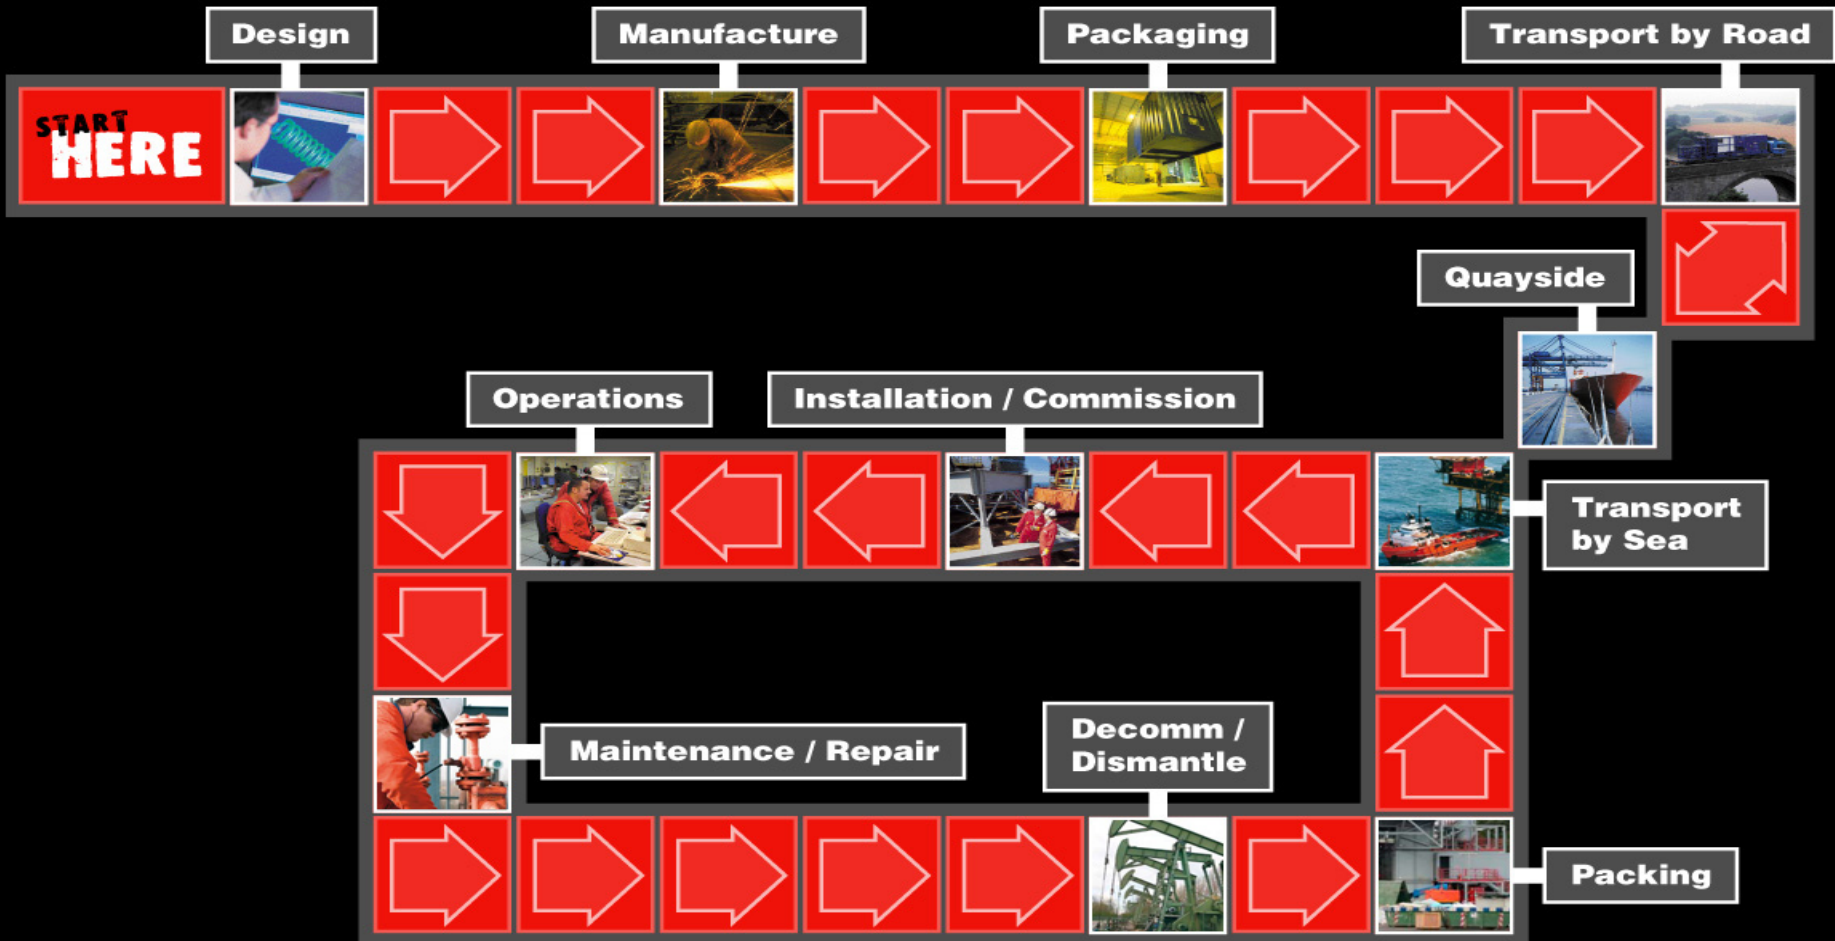 Design
Manufacture
Packaging
Transport by Road
START
HERE
Quayside
Operations
Installation / Commission
Transport
by Sea
Maintenance / Repair
Decomm /
Dismantle
Packing